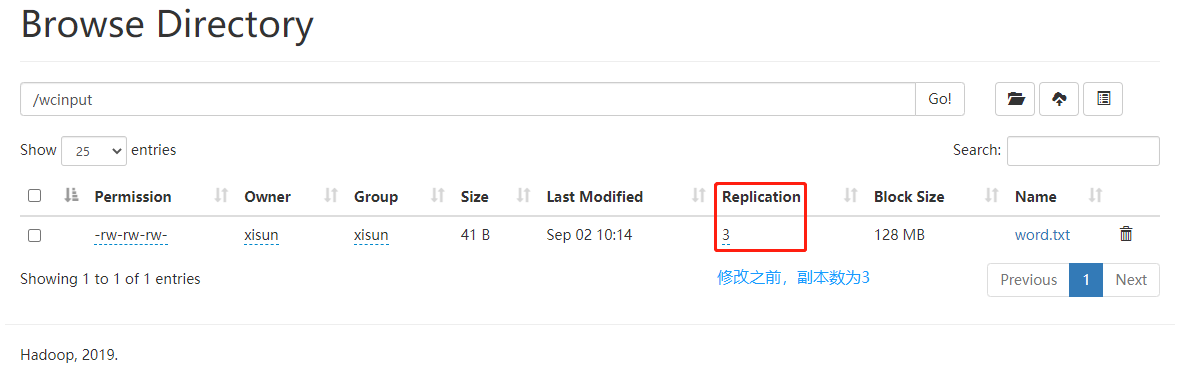 Browse Directory
/wcinput Go!
Show 25 entries Search:
Permission Owner Group Size Last Modified Replication Block Size Name
-rw-rw-rw- xisun xisun 41 B Sep 02 10:14 3 128 MB word.txt
Showing 1 to 1 of 1 entries 修改之前，副本数为3 Previous 1 Next
Hadoop, 2019.